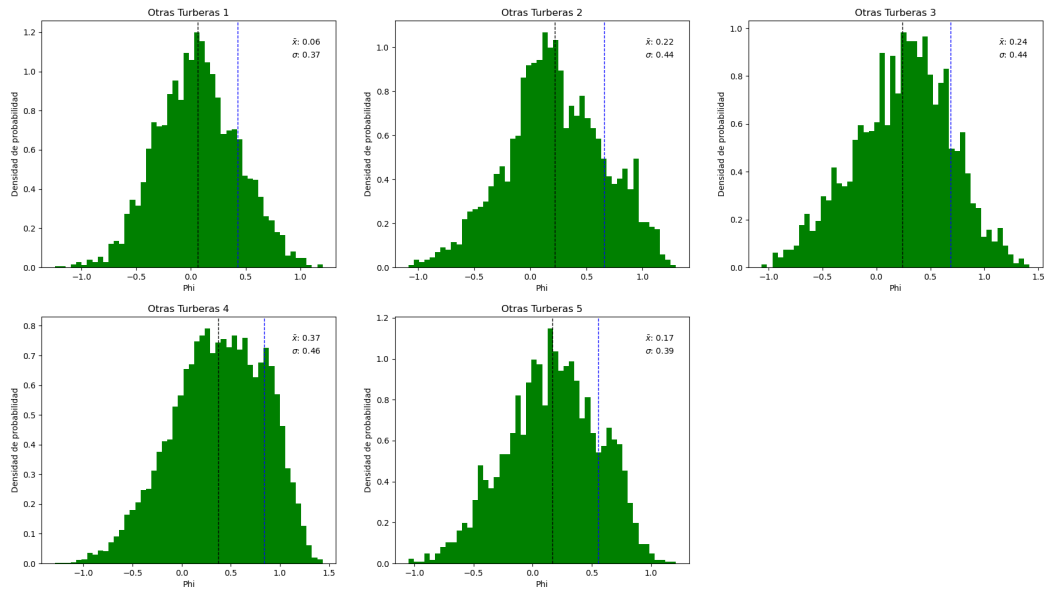 Otras Turberas 1
x̄: 0.06
σ: 0.37
Densidad de probabilidad
1.2
1.0
0.8
0.6
0.4
0.2
0.0
−1.0 −0.5 0.0 0.5 1.0
Phi
Otras Turberas 2
x̄: 0.22
σ: 0.44
Densidad de probabilidad
1.0
0.8
0.6
0.4
0.2
0.0
−1.0 −0.5 0.0 0.5 1.0
Phi
Otras Turberas 3
x̄: 0.24
σ: 0.44
Densidad de probabilidad
1.0
0.8
0.6
0.4
0.2
0.0
−1.0 −0.5 0.0 0.5 1.0 1.5
Phi
Otras Turberas 4
x̄: 0.37
σ: 0.46
Densidad de probabilidad
0.8
0.7
0.6
0.5
0.4
0.3
0.2
0.1
0.0
−1.0 −0.5 0.0 0.5 1.0 1.5
Phi
Otras Turberas 5
x̄: 0.17
σ: 0.39
Densidad de probabilidad
1.2
1.0
0.8
0.6
0.4
0.2
0.0
−1.0 −0.5 0.0 0.5 1.0
Phi